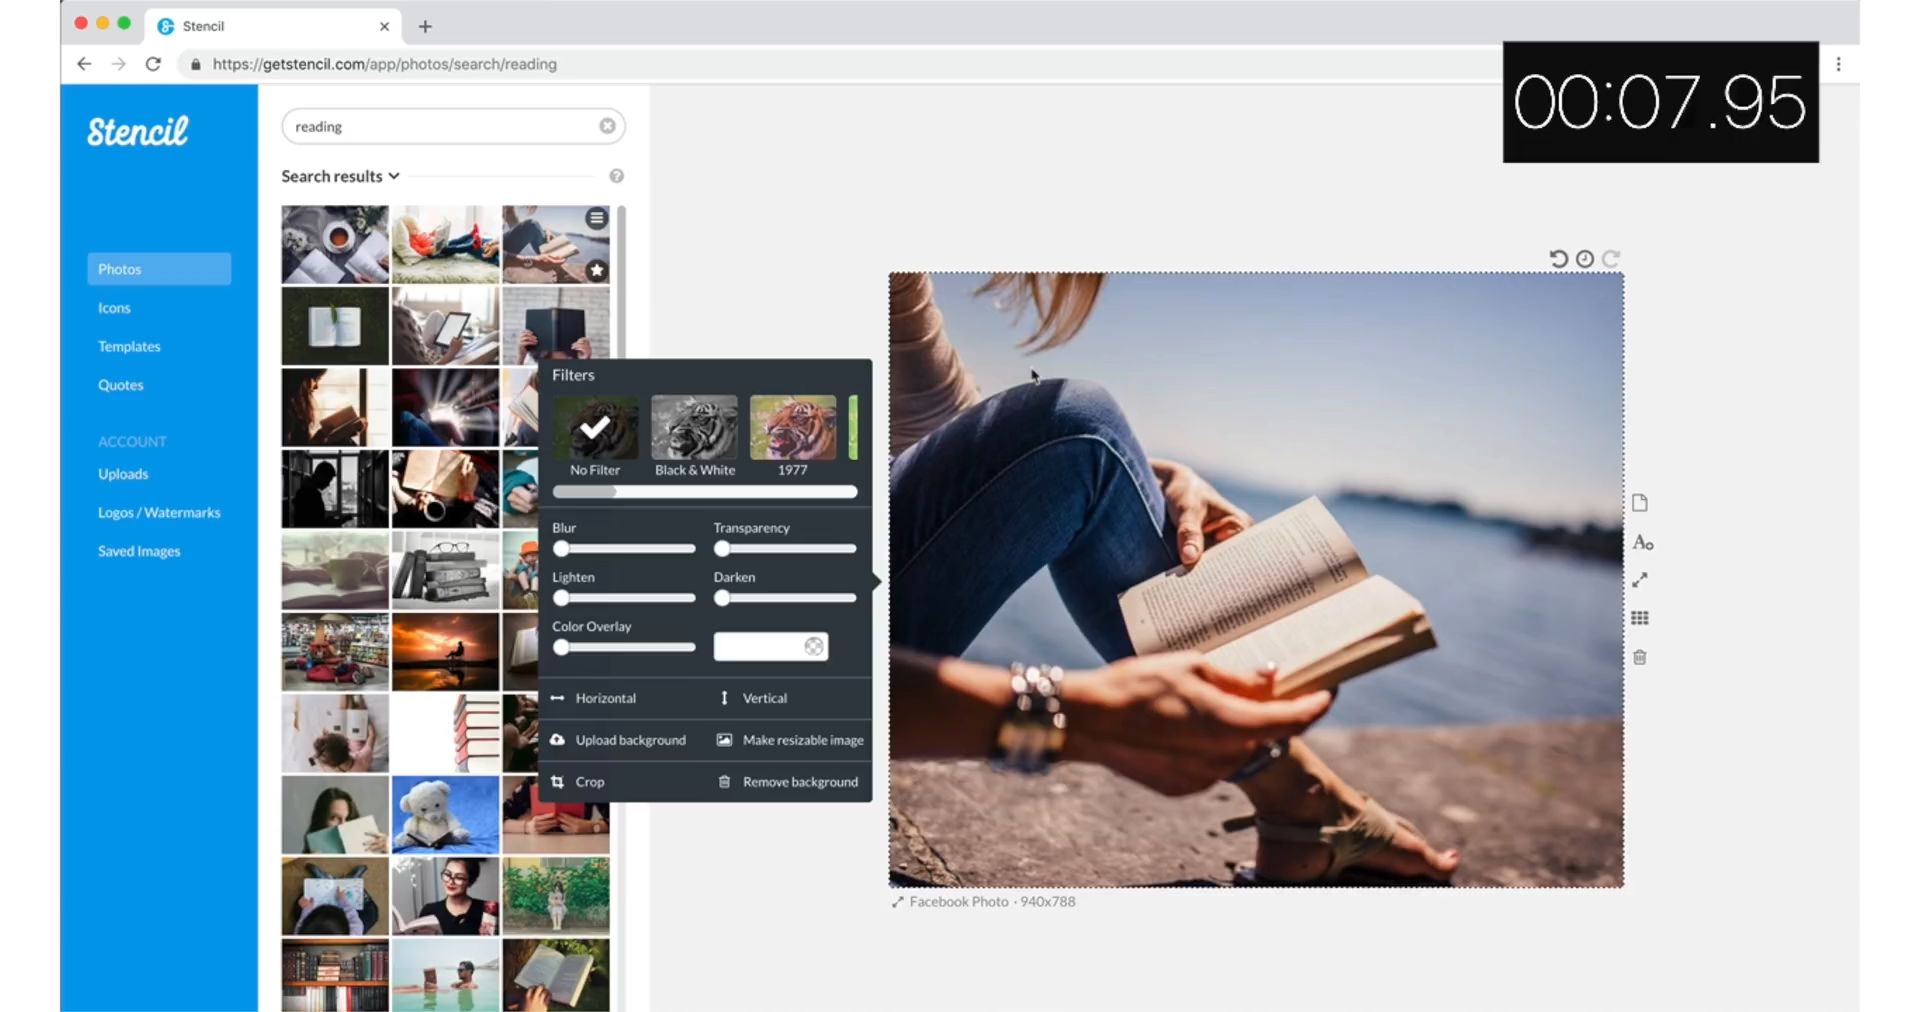 Stencil
https://getstencil.com/app/photos/search/reading
00:07.95
Stencil
reading
Search results
Photos
Icons
Templates
Quotes
ACCOUNT
Uploads
Logos / Watermarks
Saved Images
Filters
No Filter
Black & White
1977
Blur
Transparency
Lighten
Darken
Color Overlay
Horizontal
Vertical
Upload background
Make resizable image
Crop
Remove background
Facebook Photo · 940x788